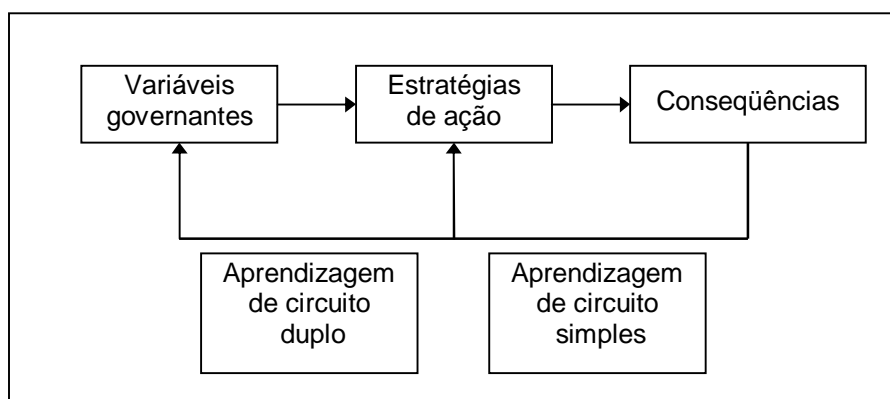 Variáveis
governantes
Estratégias
de ação
Conseqüências
Aprendizagem
de circuito
duplo
Aprendizagem
de circuito
simples